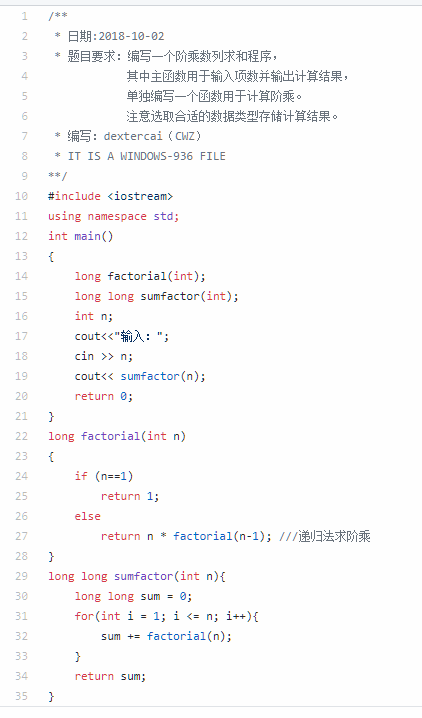 1 /**
2 * 日期:2018-10-02
3 * 题目要求：编写一个阶乘数列求和程序，
4 其中主函数用于输入项数并输出计算结果，
5 单独编写一个函数用于计算阶乘。
6 注意选取合适的数据类型存储计算结果。
7 * 编写：dextercai（CWZ）
8 * IT IS A WINDOWS-936 FILE
9 **/
10 #include <iostream>
11 using namespace std;
12 int main()
13 {
14     long factorial(int);
15     long long sumfactor(int);
16     int n;
17     cout<<"输入：";
18     cin >> n;
19     cout<< sumfactor(n);
20     return 0;
21 }
22 long factorial(int n)
23 {
24     if (n==1)
25         return 1;
26     else
27         return n * factorial(n-1); ///递归法求阶乘
28 }
29 long long sumfactor(int n){
30     long long sum = 0;
31     for(int i = 1; i <= n; i++){
32         sum += factorial(n);
33     }
34     return sum;
35 }